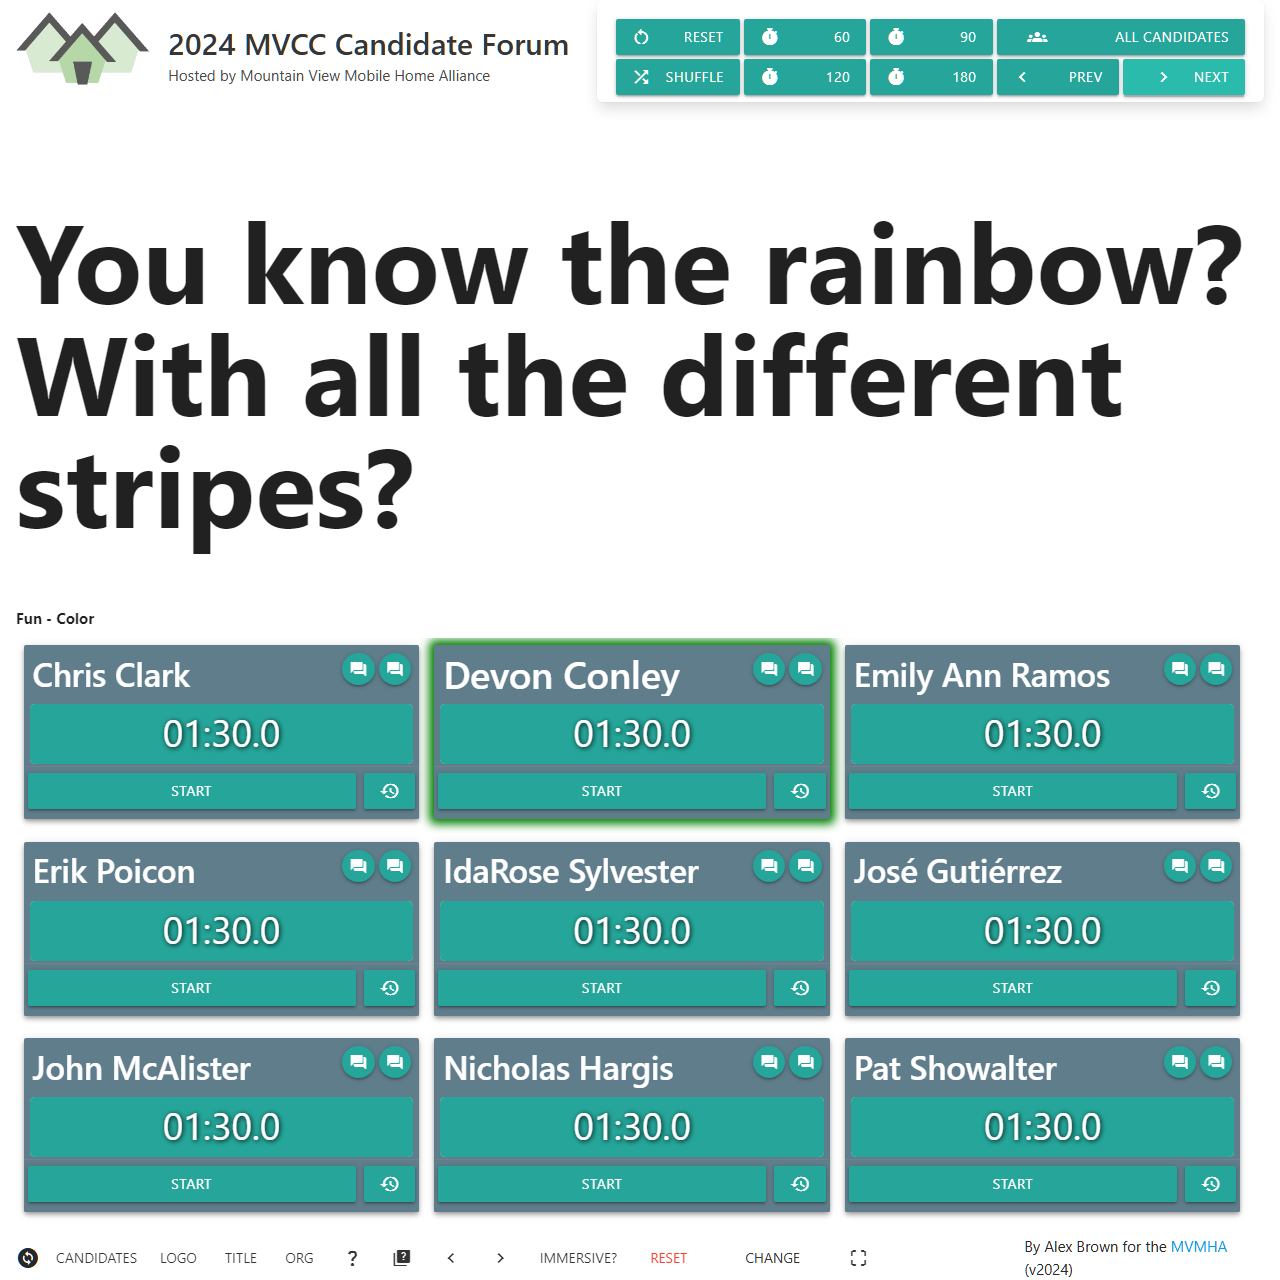 2024 MVCC Candidate Forum
Hosted by Mountain View Mobile Home Alliance
RESET
60
90
ALL CANDIDATES
SHUFFLE
120
180
PREV
NEXT
You know the rainbow?
With all the different
stripes?
Fun - Color
Chris Clark
01:30.0
START
Devon Conley
01:30.0
START
Emily Ann Ramos
01:30.0
START
Erik Poicon
01:30.0
START
IdaRose Sylvester
01:30.0
START
José Gutiérrez
01:30.0
START
John McAlister
01:30.0
START
Nicholas Hargis
01:30.0
START
Pat Showalter
01:30.0
START
CANDIDATES LOGO TITLE ORG ? IMMERSIVE? RESET CHANGE
By Alex Brown for the MVMHA
(v2024)